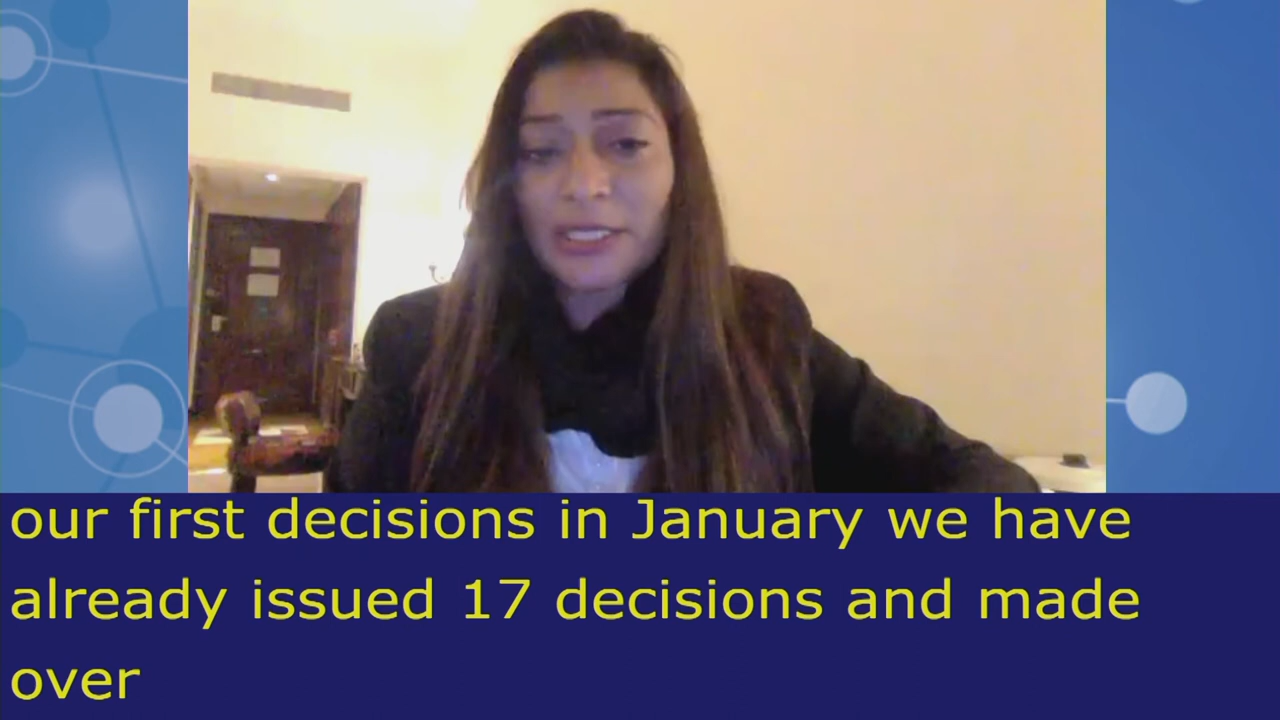 our first decisions in January we have
already issued 17 decisions and made
over